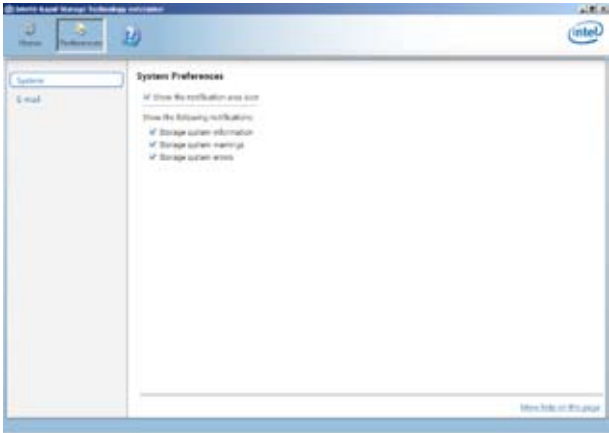 Intel® Rapid Storage Technology enterprise
Home
Preferences
intel
System
E-mail
System Preferences
Show the notification area icon
Show the following notifications:
Storage system information
Storage system warnings
Storage system errors
More help on this page